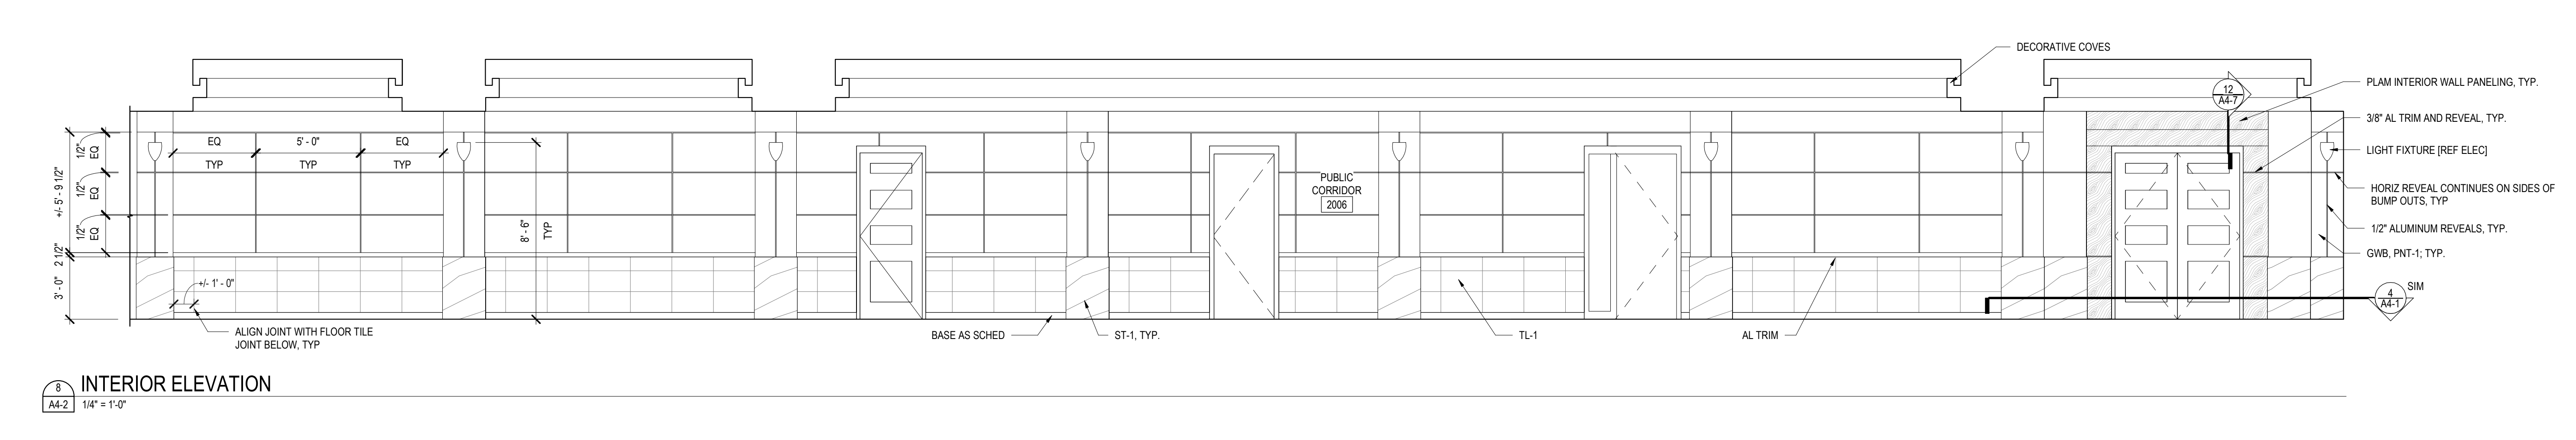 DECORATIVE COVES
PLAM INTERIOR WALL PANELING, TYP.
12
A4-7
3/8" AL TRIM AND REVEAL, TYP.
LIGHT FIXTURE [REF ELEC]
HORIZ REVEAL CONTINUES ON SIDES OF
BUMP OUTS, TYP
1/2" ALUMINUM REVEALS, TYP.
GWB, PNT-1; TYP.
4
A4-1
SIM
+/- 5' - 9 1/2"
2 1/2"
3' - 0"
1/2"
EQ
1/2"
EQ
1/2"
EQ
EQ
5' - 0"
EQ
TYP
TYP
TYP
8' - 6"
TYP
PUBLIC
CORRIDOR
2006
+/- 1' - 0"
ALIGN JOINT WITH FLOOR TILE
JOINT BELOW, TYP
BASE AS SCHED
ST-1, TYP.
TL-1
AL TRIM
8
A4-2
INTERIOR ELEVATION
1/4" = 1'-0"